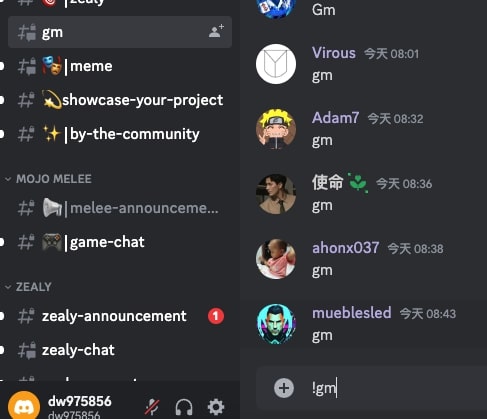 zealy
gm
|meme
showcase-your-project
|by-the-community
MOJO MELEE
|melee-announceme...
|game-chat
ZEALY
zealy-announcement 1
zealy-chat
dw975856
dw975856
Gm
Virous 今天 08:01
gm
Adam7 今天 08:32
gm
使命 今天 08:36
gm
ahonx037 今天 08:38
gm
mueblesled 今天 08:43
gm
!gm